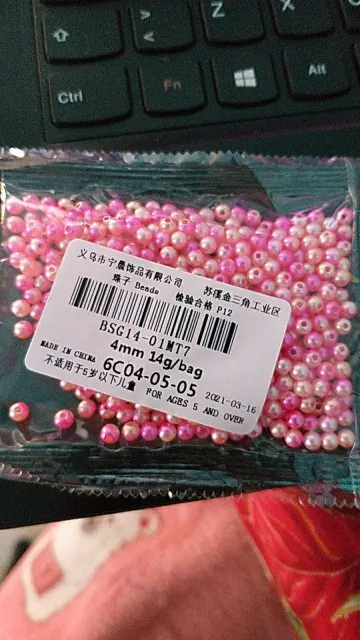 Z
X
Ctrl
Fn
Alt
义乌市宁晨饰品有限公司 苏溪金三角工业区
珠子 Beads 检验合格 P12
BSG14-01MT7
4mm 14g/bag
6C04-05-05
2021-03-16
MADE IN CHINA
不适用于5岁以下儿童 FOR AGES 5 AND OVER